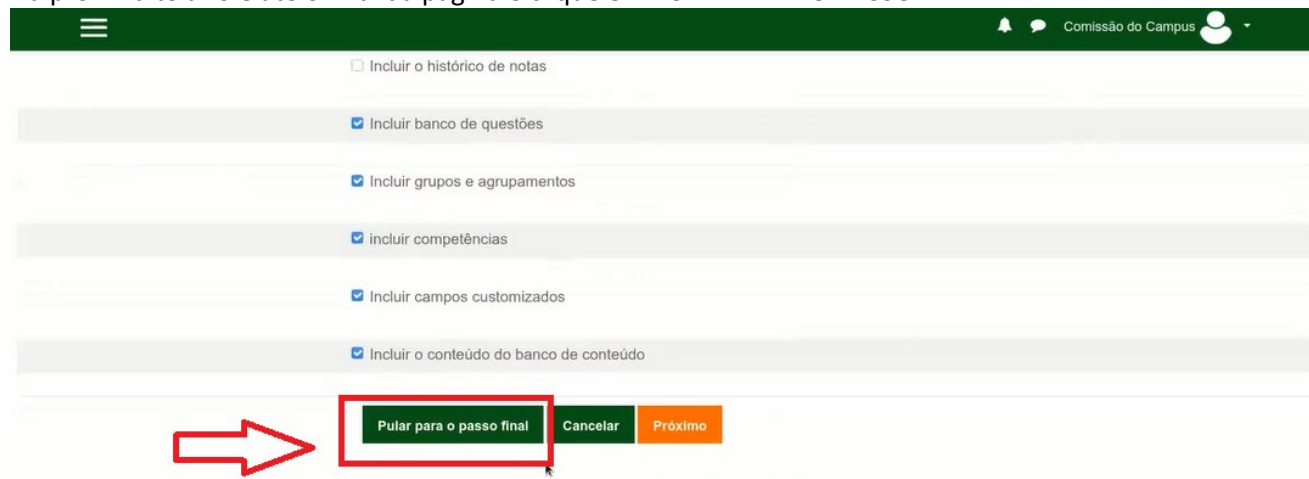 Comissão do Campus
Incluir o histórico de notas
Incluir banco de questões
Incluir grupos e agrupamentos
incluir competências
Incluir campos customizados
Incluir o conteúdo do banco de conteúdo
Pular para o passo final Cancelar Próximo